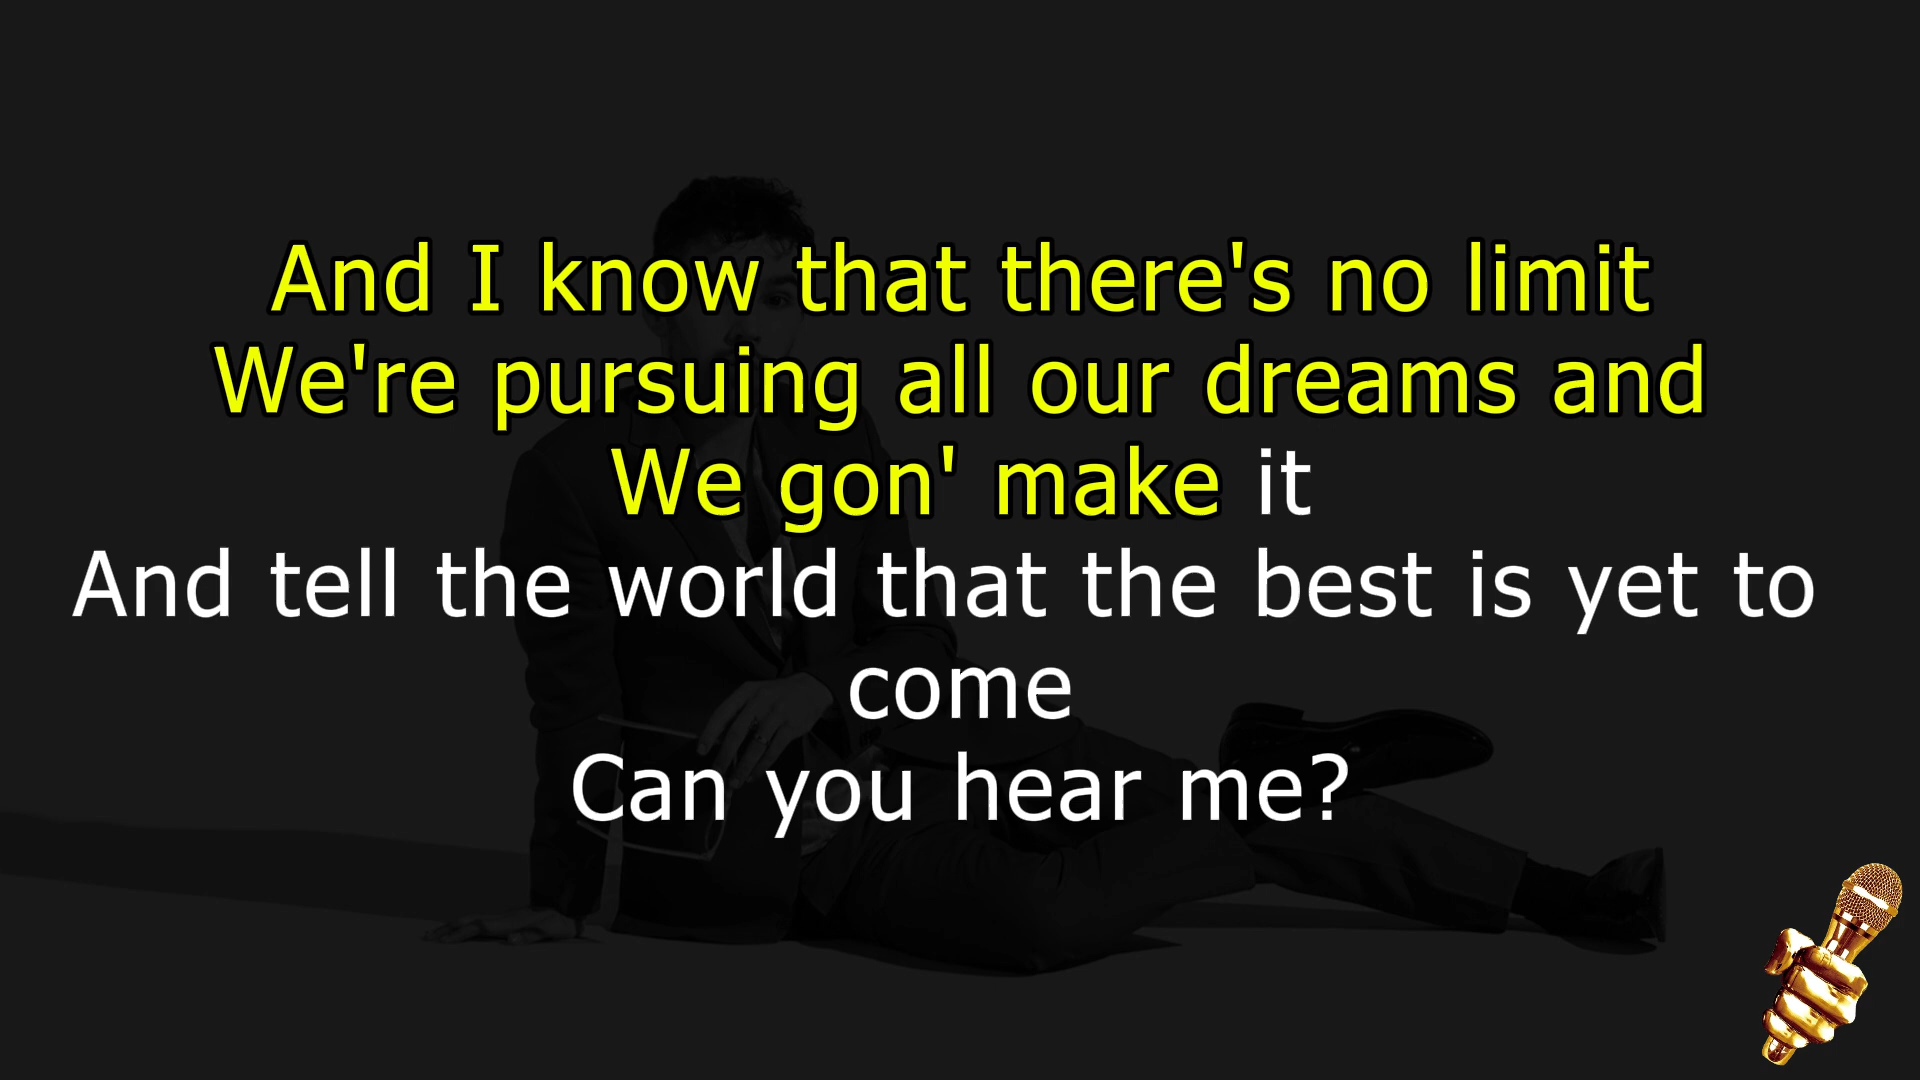 And I know that there's no limit
We're pursuing all our dreams and
We gon' make it
And tell the world that the best is yet to
come
Can you hear me?